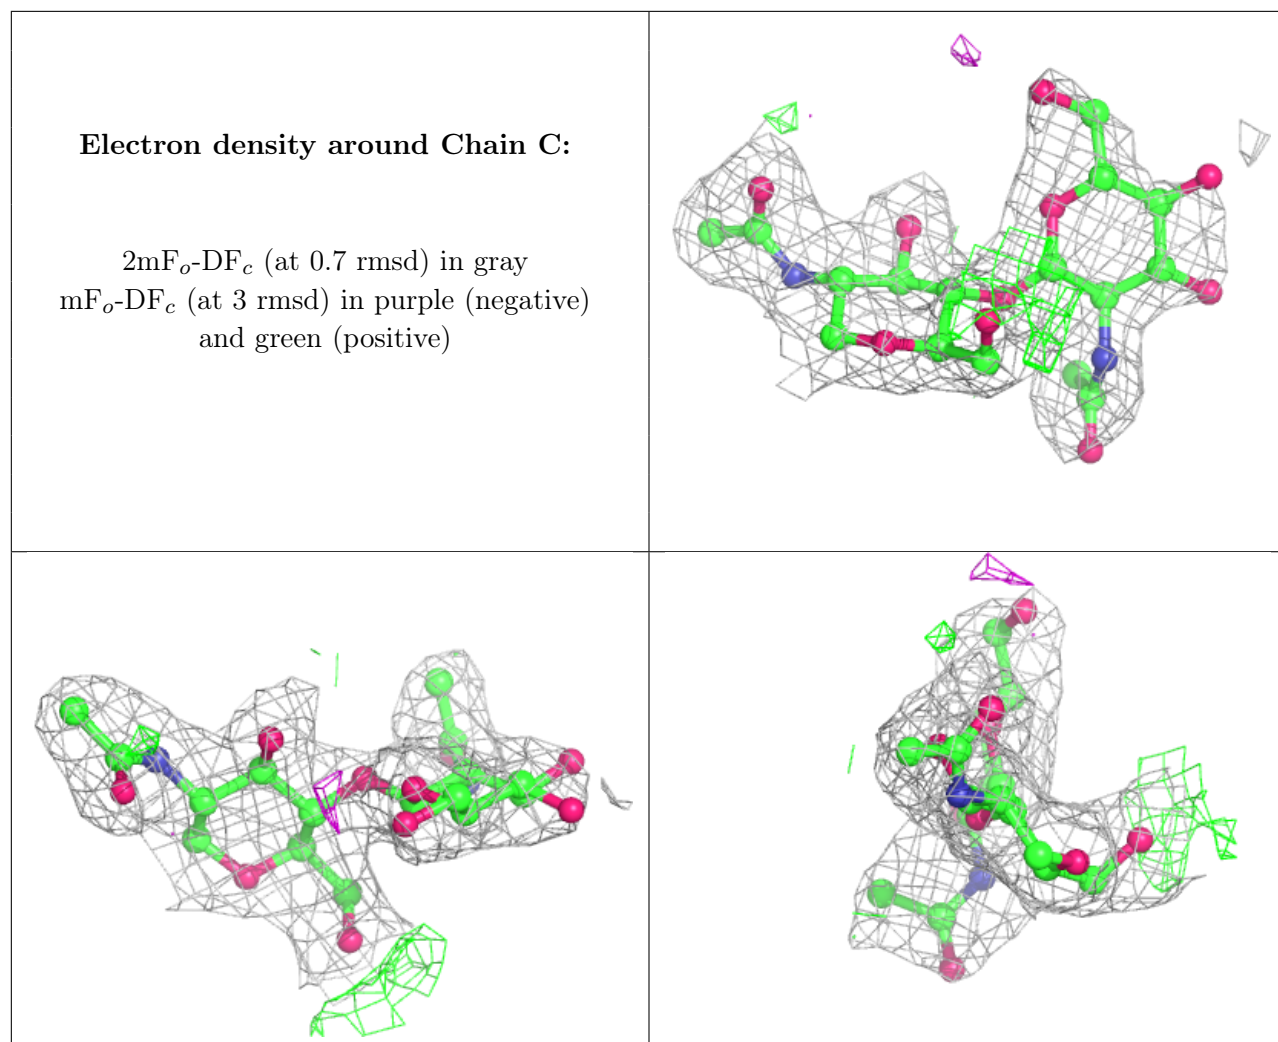 Electron density around Chain C:
2mFₒ-DF𝒸 (at 0.7 rmsd) in gray
mFₒ-DF𝒸 (at 3 rmsd) in purple (negative)
and green (positive)